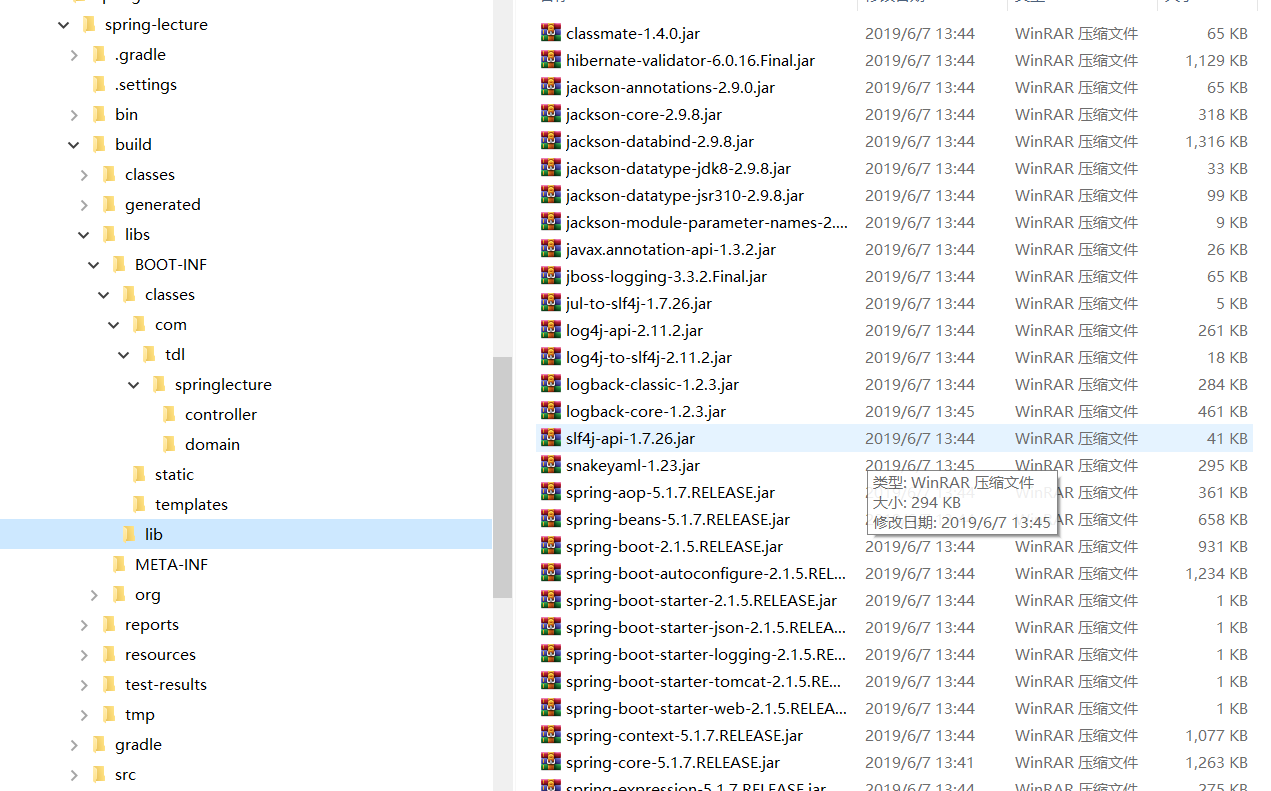 spring-lecture
.gradle
.settings
bin
build
classes
generated
libs
BOOT-INF
classes
com
tdl
springlecture
controller
domain
static
templates
lib
META-INF
org
reports
resources
test-results
tmp
gradle
src
classmate-1.4.0.jar 2019/6/7 13:44 WinRAR 压缩文件 65 KB
hibernate-validator-6.0.16.Final.jar 2019/6/7 13:44 WinRAR 压缩文件 1,129 KB
jackson-annotations-2.9.0.jar 2019/6/7 13:44 WinRAR 压缩文件 65 KB
jackson-core-2.9.8.jar 2019/6/7 13:44 WinRAR 压缩文件 318 KB
jackson-databind-2.9.8.jar 2019/6/7 13:44 WinRAR 压缩文件 1,316 KB
jackson-datatype-jdk8-2.9.8.jar 2019/6/7 13:44 WinRAR 压缩文件 33 KB
jackson-datatype-jsr310-2.9.8.jar 2019/6/7 13:44 WinRAR 压缩文件 99 KB
jackson-module-parameter-names-2.... 2019/6/7 13:44 WinRAR 压缩文件 9 KB
javax.annotation-api-1.3.2.jar 2019/6/7 13:44 WinRAR 压缩文件 26 KB
jboss-logging-3.3.2.Final.jar 2019/6/7 13:44 WinRAR 压缩文件 65 KB
jul-to-slf4j-1.7.26.jar 2019/6/7 13:44 WinRAR 压缩文件 5 KB
log4j-api-2.11.2.jar 2019/6/7 13:44 WinRAR 压缩文件 261 KB
log4j-to-slf4j-2.11.2.jar 2019/6/7 13:44 WinRAR 压缩文件 18 KB
logback-classic-1.2.3.jar 2019/6/7 13:44 WinRAR 压缩文件 284 KB
logback-core-1.2.3.jar 2019/6/7 13:45 WinRAR 压缩文件 461 KB
slf4j-api-1.7.26.jar 2019/6/7 13:44 WinRAR 压缩文件 41 KB
snakeyaml-1.23.jar 2019/6/7 13:45 WinRAR 压缩文件 295 KB
spring-aop-5.1.7.RELEASE.jar 361 KB
类型: WinRAR 压缩文件
大小: 294 KB
修改日期: 2019/6/7 13:45
spring-beans-5.1.7.RELEASE.jar 658 KB
spring-boot-2.1.5.RELEASE.jar 2019/6/7 13:44 WinRAR 压缩文件 931 KB
spring-boot-autoconfigure-2.1.5.REL... 2019/6/7 13:44 WinRAR 压缩文件 1,234 KB
spring-boot-starter-2.1.5.RELEASE.jar 2019/6/7 13:44 WinRAR 压缩文件 1 KB
spring-boot-starter-json-2.1.5.RELEA... 2019/6/7 13:44 WinRAR 压缩文件 1 KB
spring-boot-starter-logging-2.1.5.RE... 2019/6/7 13:44 WinRAR 压缩文件 1 KB
spring-boot-starter-tomcat-2.1.5.RE... 2019/6/7 13:44 WinRAR 压缩文件 1 KB
spring-boot-starter-web-2.1.5.RELEA... 2019/6/7 13:44 WinRAR 压缩文件 1 KB
spring-context-5.1.7.RELEASE.jar 2019/6/7 13:44 WinRAR 压缩文件 1,077 KB
spring-core-5.1.7.RELEASE.jar 2019/6/7 13:41 WinRAR 压缩文件 1,263 KB
spring-expression-5.1.7.RELEASE.jar 2019/6/7 13:44 WinRAR 压缩文件 275 KB